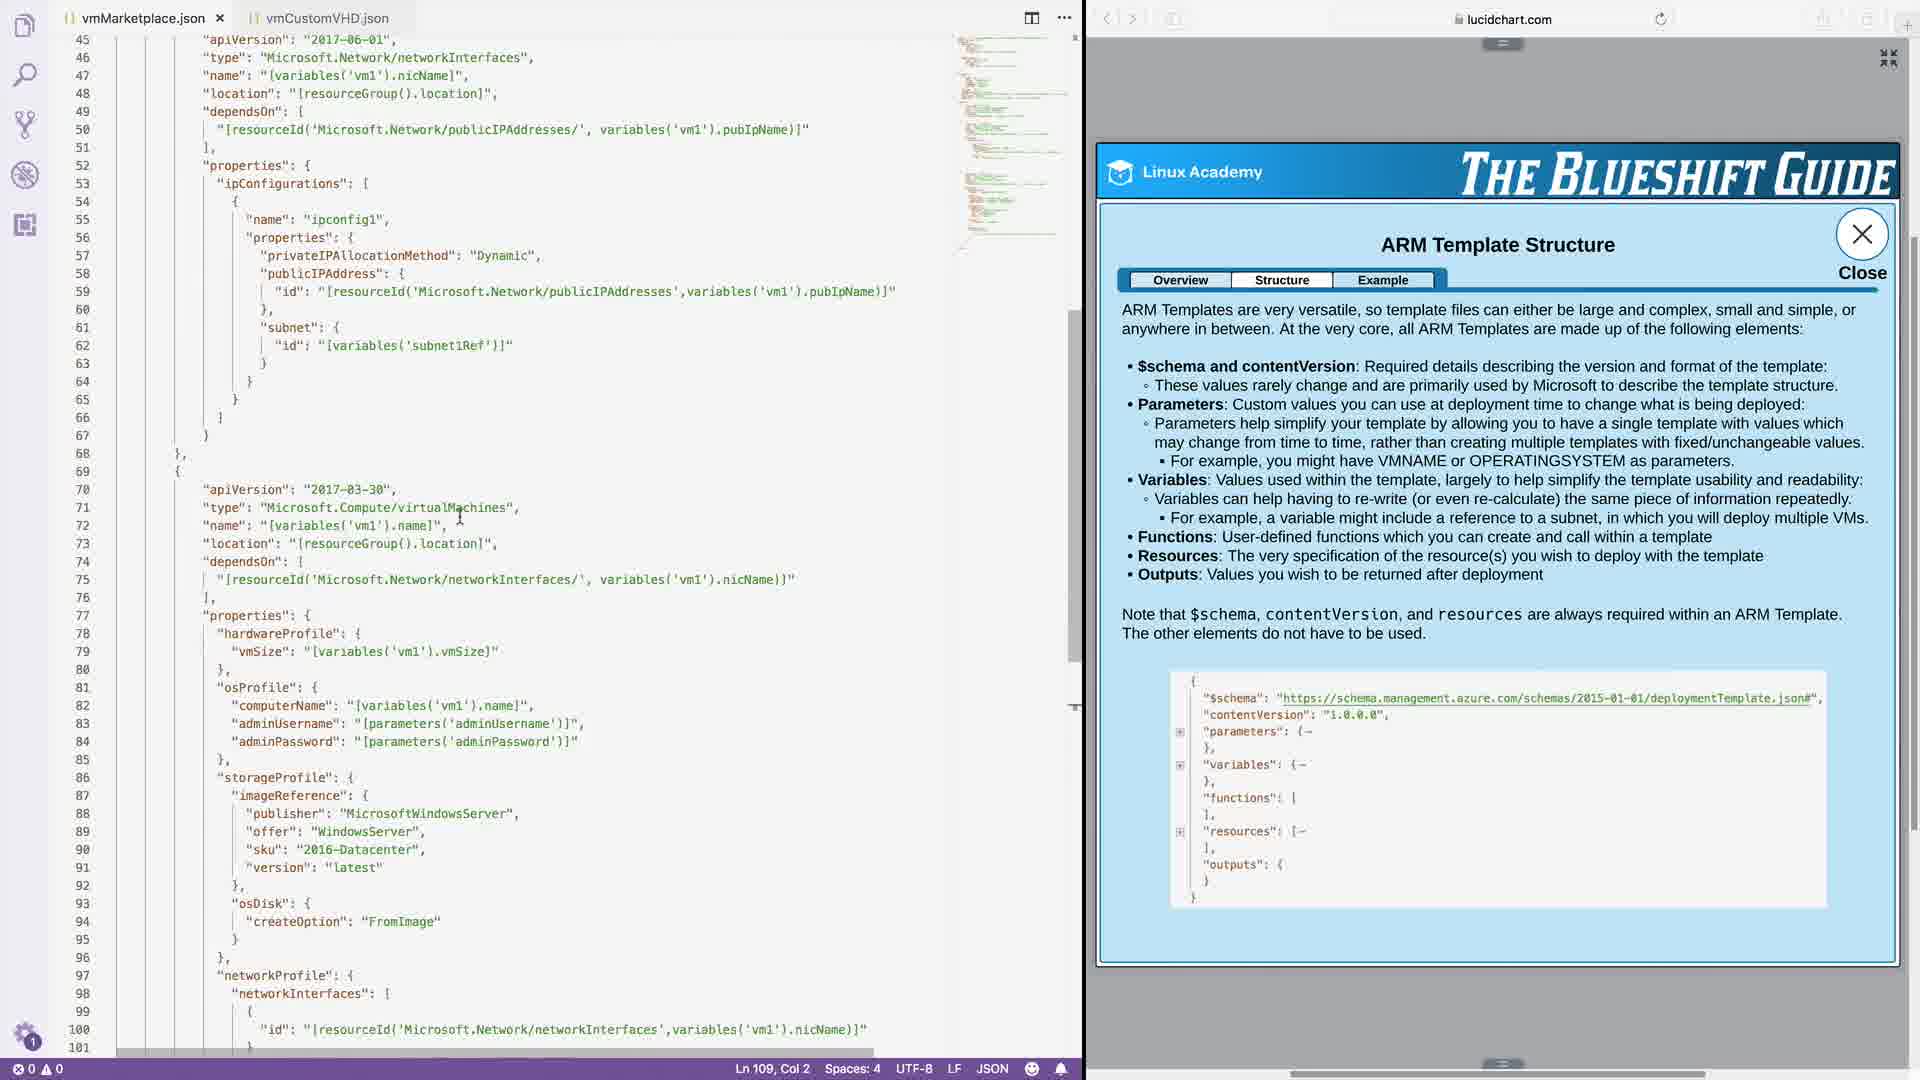 vmMarketplace.json
vmCustomVHD.json
45 "apiVersion": "2017-06-01",
46 "type": "Microsoft.Network/networkInterfaces",
47 "name": "[variables('vm1').nicName]",
48 "location": "[resourceGroup().location]",
49 "dependsOn": [
50 "[resourceId('Microsoft.Network/publicIPAddresses/', variables('vm1').pubIpName)]"
51 ],
52 "properties": {
53 "ipConfigurations": [
54 {
55 "name": "ipconfig1",
56 "properties": {
57 "privateIPAllocationMethod": "Dynamic",
58 "publicIPAddress": {
59 "id": "[resourceId('Microsoft.Network/publicIPAddresses',variables('vm1').pubIpName)]"
60 },
61 "subnet": {
62 "id": "[variables('subnet1Ref')]"
63 }
64 }
65 }
66 ]
67 }
68 },
69 {
70 "apiVersion": "2017-03-30",
71 "type": "Microsoft.Compute/virtualMachines",
72 "name": "[variables('vm1').name]",
73 "location": "[resourceGroup().location]",
74 "dependsOn": [
75 "[resourceId('Microsoft.Network/networkInterfaces/', variables('vm1').nicName)]"
76 ],
77 "properties": {
78 "hardwareProfile": {
79 "vmSize": "[variables('vm1').vmSize]"
80 },
81 "osProfile": {
82 "computerName": "[variables('vm1').name]",
83 "adminUsername": "[parameters('adminUsername')]",
84 "adminPassword": "[parameters('adminPassword')]"
85 },
86 "storageProfile": {
87 "imageReference": {
88 "publisher": "MicrosoftWindowsServer",
89 "offer": "WindowsServer",
90 "sku": "2016-Datacenter",
91 "version": "latest"
92 },
93 "osDisk": {
94 "createOption": "FromImage"
95 }
96 },
97 "networkProfile": {
98 "networkInterfaces": [
99 {
100 "id": "[resourceId('Microsoft.Network/networkInterfaces',variables('vm1').nicName)]"
101 }
1
0 0
Ln 109, Col 2 Spaces: 4 UTF-8 LF JSON
lucidchart.com
Linux Academy
THE BLUESHIFT GUIDE
ARM Template Structure
Close
Overview Structure Example
ARM Templates are very versatile, so template files can either be large and complex, small and simple, or
anywhere in between. At the very core, all ARM Templates are made up of the following elements:
• $schema and contentVersion: Required details describing the version and format of the template:
◦ These values rarely change and are primarily used by Microsoft to describe the template structure.
• Parameters: Custom values you can use at deployment time to change what is being deployed:
◦ Parameters help simplify your template by allowing you to have a single template with values which
may change from time to time, rather than creating multiple templates with fixed/unchangeable values.
▪ For example, you might have VMNAME or OPERATINGSYSTEM as parameters.
• Variables: Values used within the template, largely to help simplify the template usability and readability:
◦ Variables can help having to re-write (or even re-calculate) the same piece of information repeatedly.
▪ For example, a variable might include a reference to a subnet, in which you will deploy multiple VMs.
• Functions: User-defined functions which you can create and call within a template
• Resources: The very specification of the resource(s) you wish to deploy with the template
• Outputs: Values you wish to be returned after deployment
Note that $schema, contentVersion, and resources are always required within an ARM Template.
The other elements do not have to be used.
{
"$schema": "https://schema.management.azure.com/schemas/2015-01-01/deploymentTemplate.json#",
"contentVersion": "1.0.0.0",
"parameters": {
},
"variables": {
},
"functions": [
],
"resources": [
],
"outputs": {
}
}